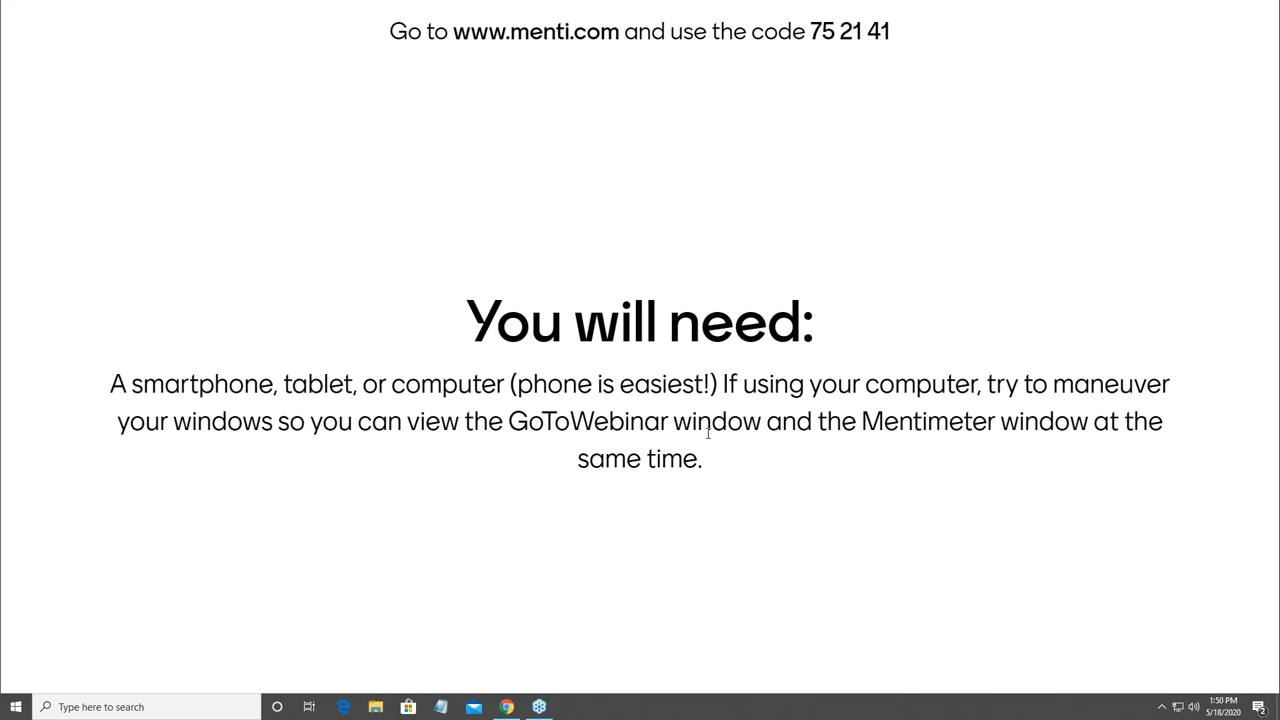 Go to www.menti.com and use the code 75 21 41
You will need:
A smartphone, tablet, or computer (phone is easiest!) If using your computer, try to maneuver
your windows so you can view the GoToWebinar window and the Mentimeter window at the
same time.
Type here to search
1:50 PM
5/18/2020
2